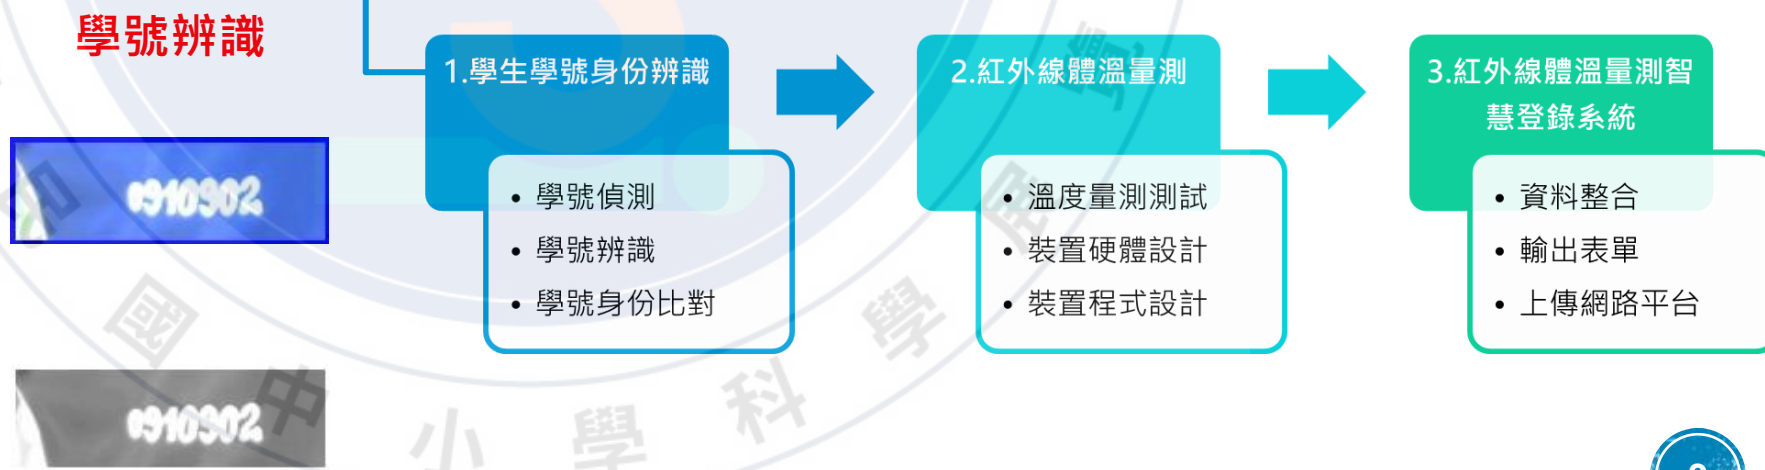 學號辨識
1.學生學號身份辨識
• 學號偵測
• 學號辨識
• 學號身份比對
2.紅外線體溫量測
• 溫度量測測試
• 裝置硬體設計
• 裝置程式設計
3.紅外線體溫量測智
慧登錄系統
• 資料整合
• 輸出表單
• 上傳網路平台
0910902
0910902
國中小學科學展覽